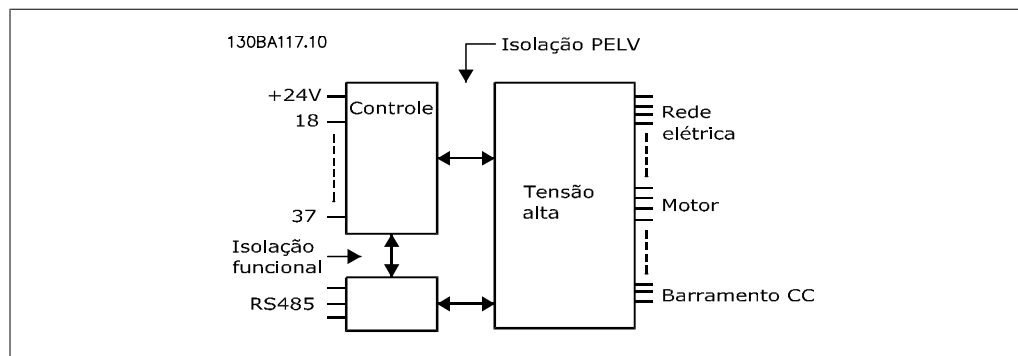 130BA117.10
Isolação PELV
+24V
Controle
18
37
Tensão
alta
Rede
elétrica
Motor
Isolação
funcional
RS485
Barramento CC